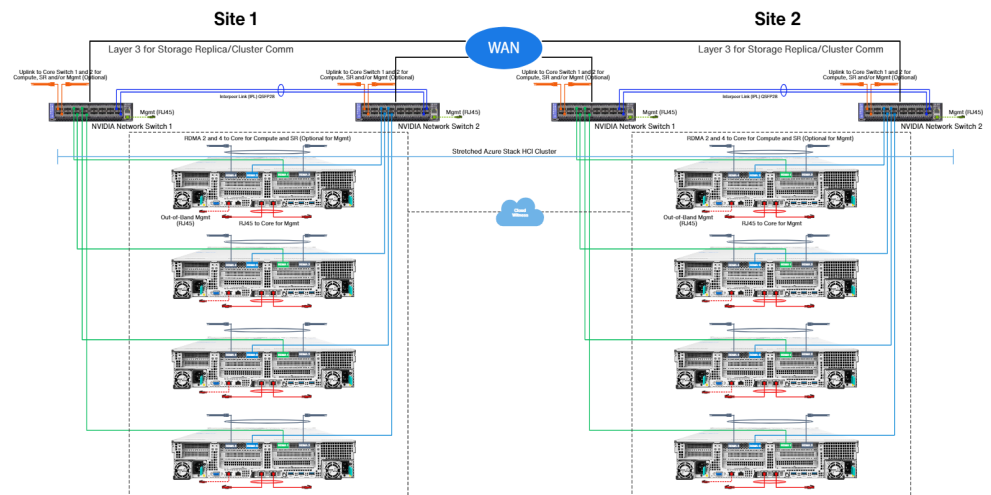 Site 1
Site 2
WAN
Layer 3 for Storage Replica/Cluster Comm
Layer 3 for Storage Replica/Cluster Comm
Uplink to Core Switch 1 and 2 for
Compute, SR and/or Mgmt (Optional)
Uplink to Core Switch 1 and 2 for
Compute, SR and/or Mgmt (Optional)
Uplink to Core Switch 1 and 2 for
Compute, SR and/or Mgmt (Optional)
Uplink to Core Switch 1 and 2 for
Compute, SR and/or Mgmt (Optional)
Interpeer Link (IPL) QSFP28
Interpeer Link (IPL) QSFP28
Mgmt (RJ45)
Mgmt (RJ45)
Mgmt (RJ45)
Mgmt (RJ45)
NVIDIA Network Switch 1
NVIDIA Network Switch 2
NVIDIA Network Switch 1
NVIDIA Network Switch 2
RDMA 2 and 4 to Core for Compute and SR (Optional for Mgmt)
RDMA 2 and 4 to Core for Compute and SR (Optional for Mgmt)
Stretched Azure Stack HCI Cluster
Cloud
Witness
Out-of-Band Mgmt
(RJ45)
RJ45 to Core for Mgmt
Out-of-Band Mgmt
(RJ45)
RJ45 to Core for Mgmt